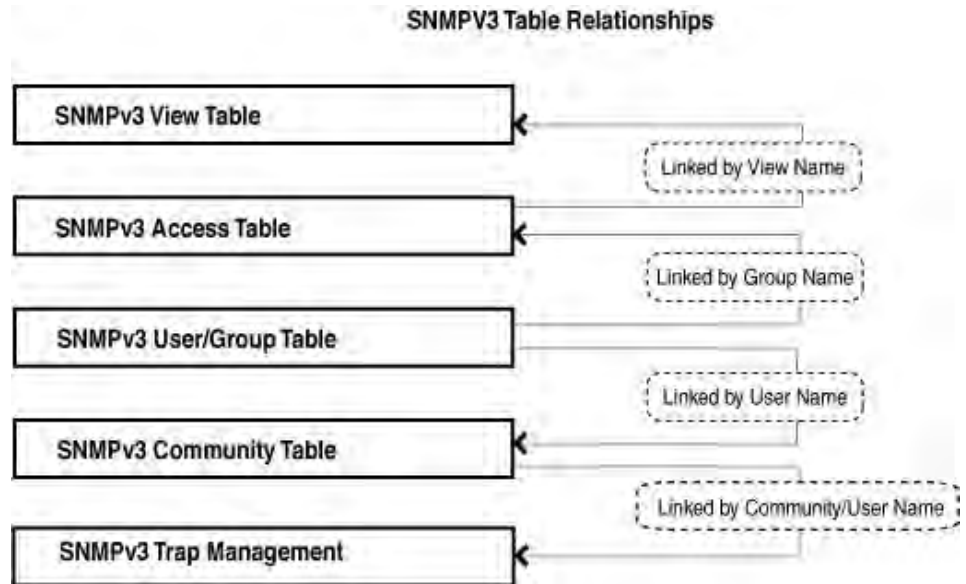 SNMPV3 Table Relationships
SNMPv3 View Table
Linked by View Name
SNMPv3 Access Table
Linked by Group Name
SNMPv3 User/Group Table
Linked by User Name
SNMPv3 Community Table
Linked by Community/User Name
SNMPv3 Trap Management